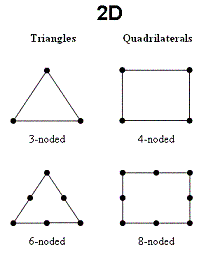 2D
Triangles Quadrilaterals
3-noded 4-noded
6-noded 8-noded